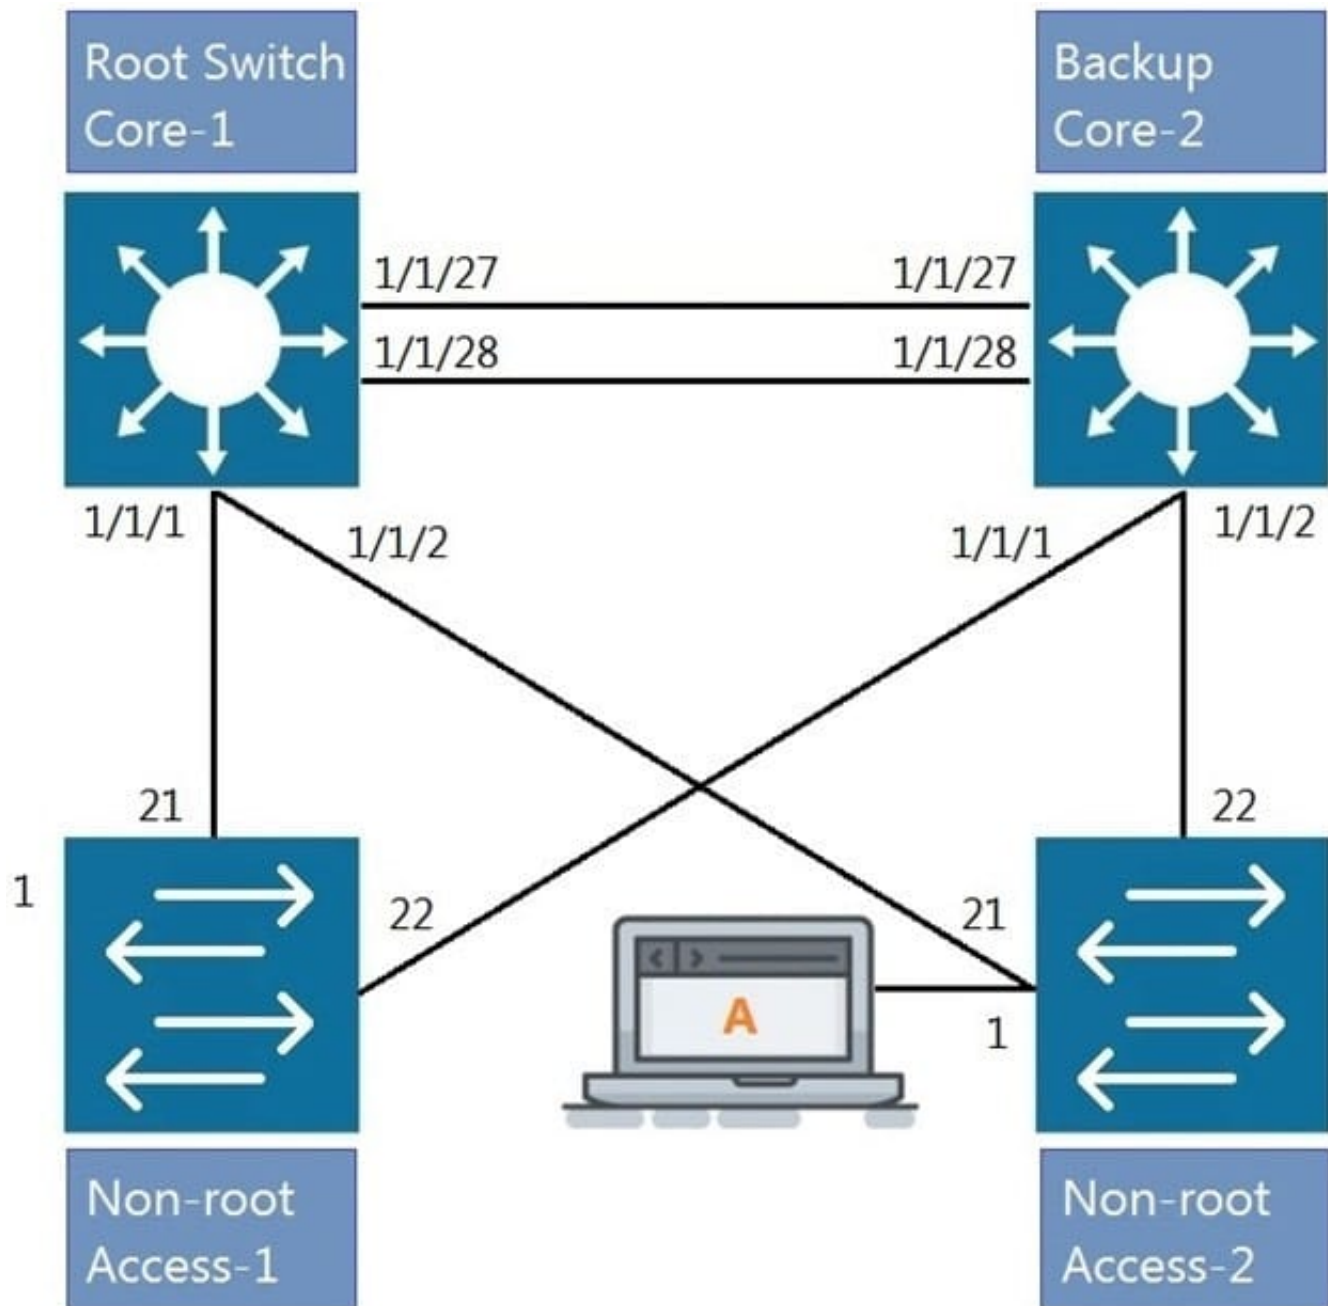 Root Switch
Core-1
Backup
Core-2
1/1/27
1/1/27
1/1/28
1/1/28
1/1/1
1/1/2
1/1/1
1/1/2
21
22
1
22
21
A
1
Non-root
Access-1
Non-root
Access-2